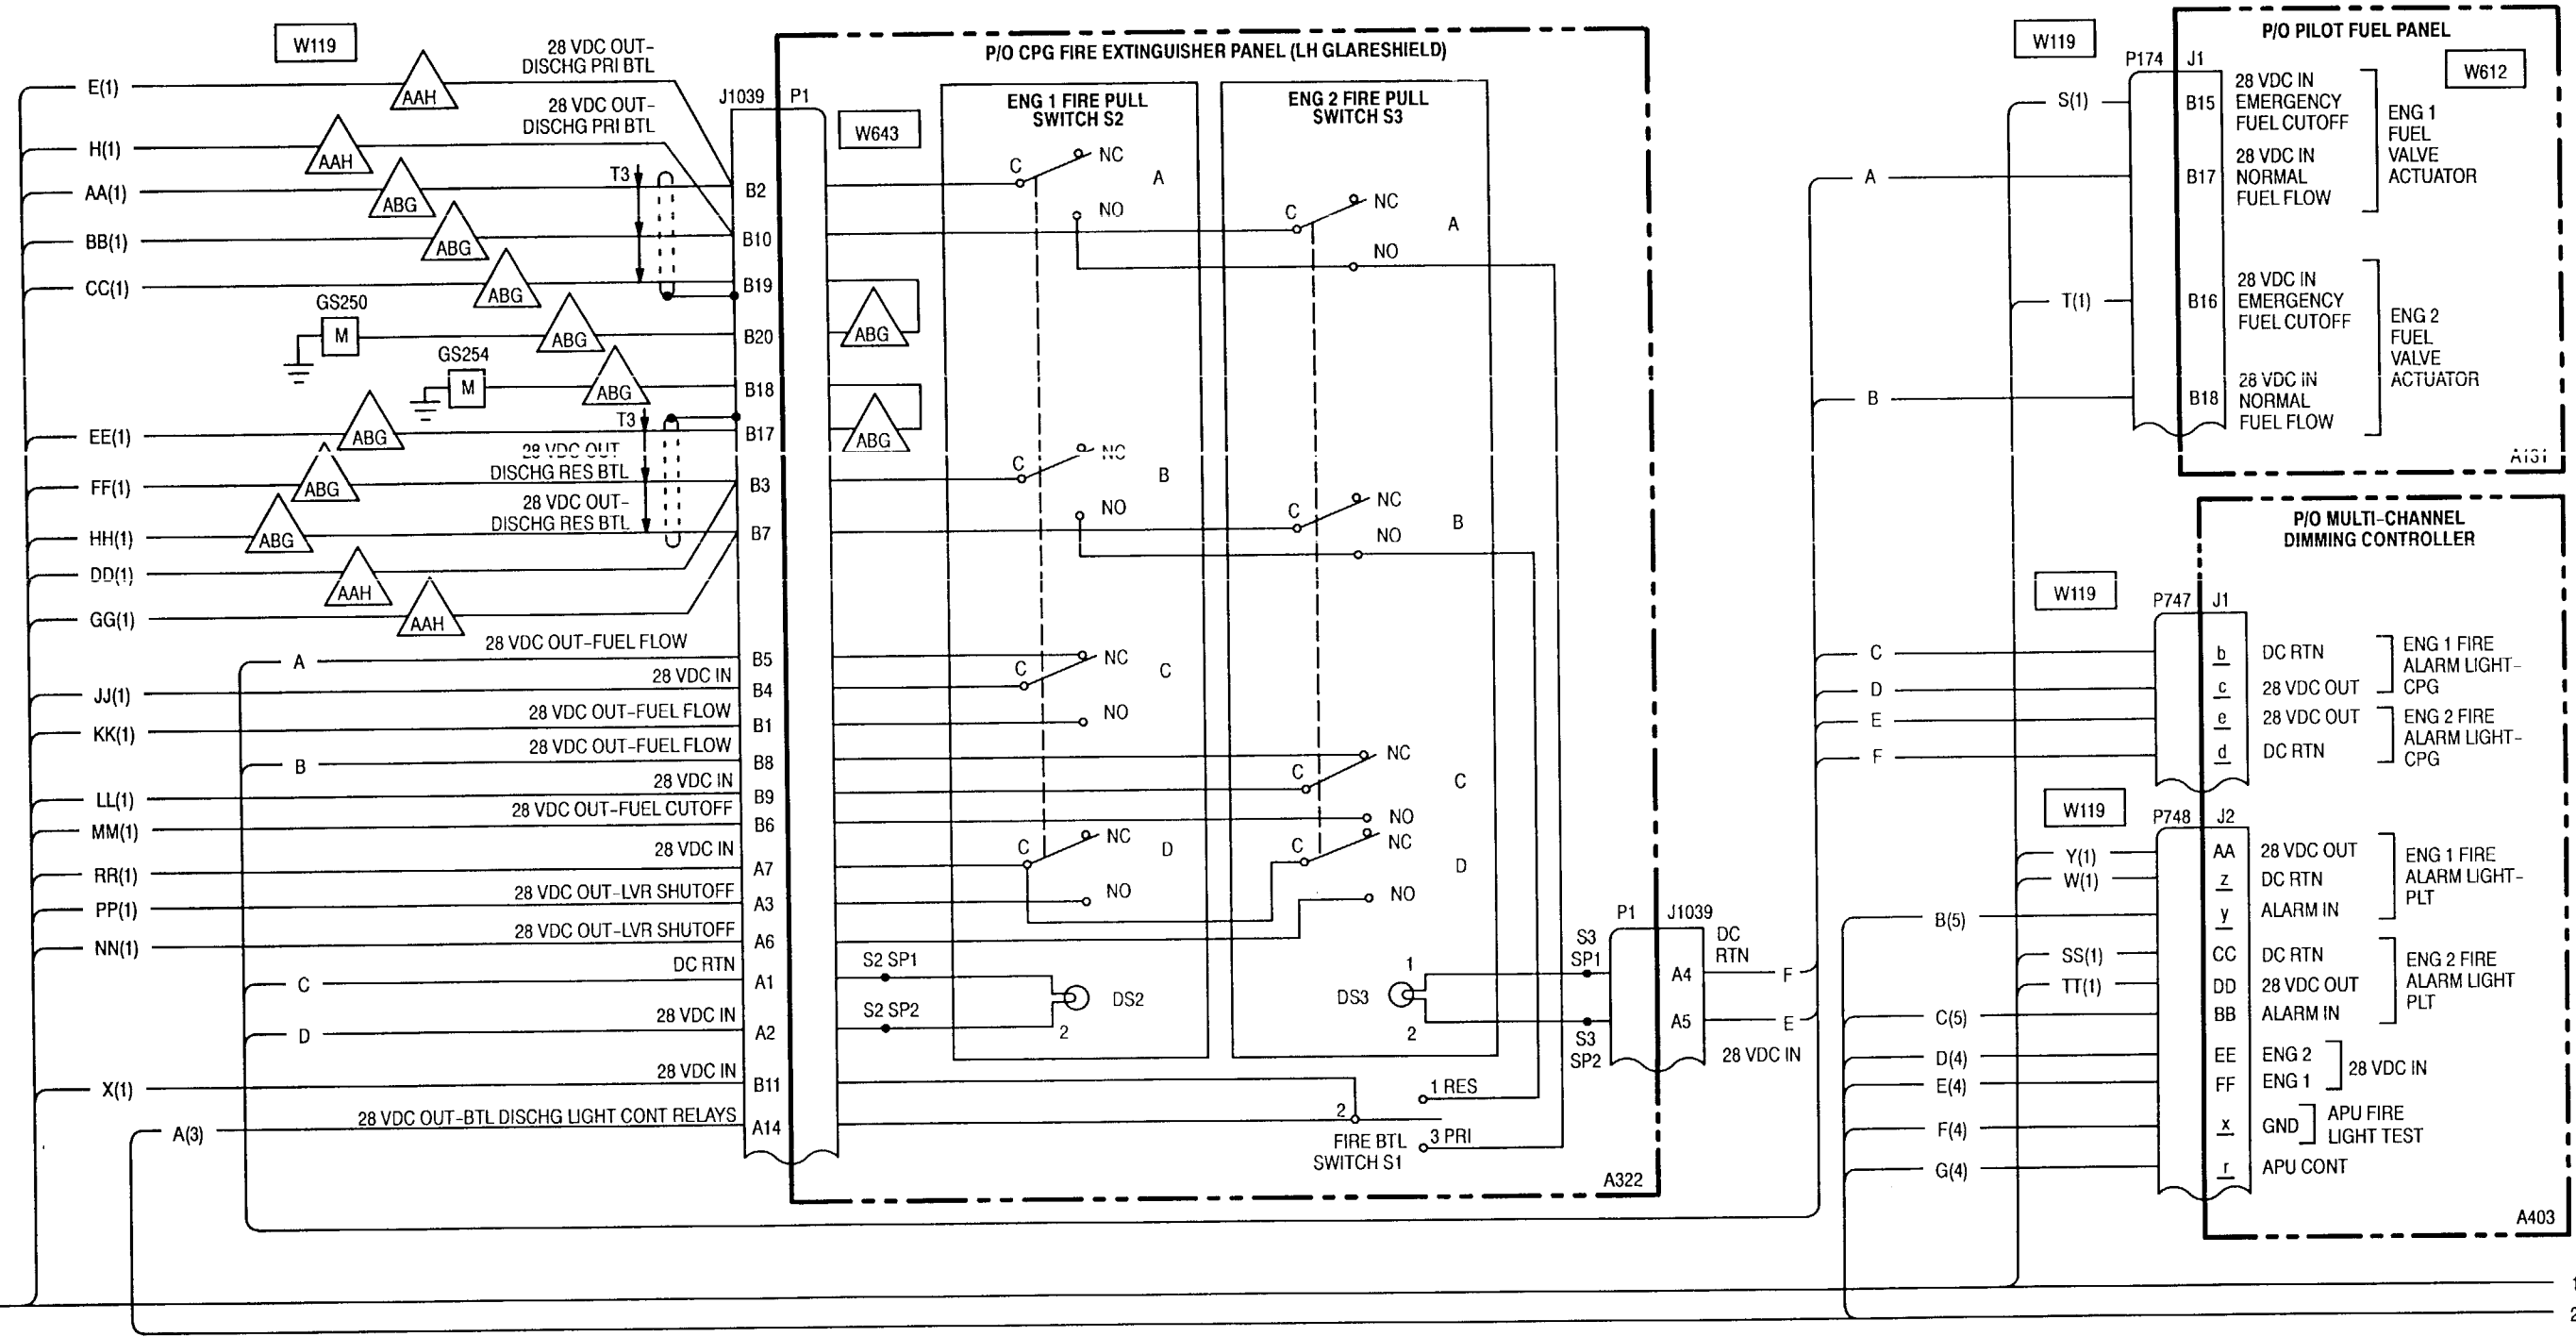 W119
28 VDC OUT-
DISCHG PRI BTL
E(1)
AAH
28 VDC OUT-
DISCHG PRI BTL
H(1)
AAH
AA(1)
ABG
T3
BB(1)
ABG
CC(1)
ABG
GS250
M
ABG
GS254
M
ABG
EE(1)
ABG
T3
28 VDC OUT
DISCHG RES BTL
FF(1)
ABG
28 VDC OUT-
DISCHG RES BTL
HH(1)
ABG
DD(1)
AAH
GG(1)
AAH
A
28 VDC OUT-FUEL FLOW
JJ(1)
28 VDC IN
KK(1)
28 VDC OUT-FUEL FLOW
B
28 VDC OUT-FUEL FLOW
LL(1)
28 VDC IN
MM(1)
28 VDC OUT-FUEL CUTOFF
RR(1)
28 VDC IN
PP(1)
28 VDC OUT-LVR SHUTOFF
NN(1)
28 VDC OUT-LVR SHUTOFF
C
DC RTN
D
28 VDC IN
X(1)
28 VDC IN
A(3)
28 VDC OUT-BTL DISCHG LIGHT CONT RELAYS
J1039
P1
B2
B10
B19
B20
B18
B17
B3
B7
B5
B4
B1
B8
B9
B6
A7
A3
A6
A1
A2
B11
A14
P/O CPG FIRE EXTINGUISHER PANEL (LH GLARESHIELD)
W643
ABG
ABG
ENG 1 FIRE PULL
SWITCH S2
C
NC
A
NO
C
NC
B
NO
C
NC
C
NO
C
NC
D
NO
S2 SP1
S2 SP2
DS2
2
ENG 2 FIRE PULL
SWITCH S3
C
NC
A
NO
C
NC
B
NO
C
NC
C
NO
C
NC
D
NO
1
DS3
2
S3
SP1
S3
SP2
P1
J1039
A4
A5
DC
RTN
F
E
28 VDC IN
1 RES
2
3 PRI
FIRE BTL
SWITCH S1
A322
W119
P/O PILOT FUEL PANEL
W612
P174
J1
S(1)
B15
28 VDC IN
EMERGENCY
FUEL CUTOFF
A
B17
28 VDC IN
NORMAL
FUEL FLOW
ENG 1
FUEL
VALVE
ACTUATOR
T(1)
B16
28 VDC IN
EMERGENCY
FUEL CUTOFF
B
B18
28 VDC IN
NORMAL
FUEL FLOW
ENG 2
FUEL
VALVE
ACTUATOR
A131
P/O MULTI-CHANNEL
DIMMING CONTROLLER
W119
P747
J1
C
b
DC RTN
D
c
28 VDC OUT
ENG 1 FIRE
ALARM LIGHT-
CPG
E
e
28 VDC OUT
F
d
DC RTN
ENG 2 FIRE
ALARM LIGHT-
CPG
W119
P748
J2
Y(1)
AA
28 VDC OUT
W(1)
z
DC RTN
B(5)
y
ALARM IN
ENG 1 FIRE
ALARM LIGHT-
PLT
SS(1)
CC
DC RTN
TT(1)
DD
28 VDC OUT
C(5)
BB
ALARM IN
ENG 2 FIRE
ALARM LIGHT
PLT
D(4)
EE
ENG 2
E(4)
FF
ENG 1
28 VDC IN
F(4)
x
GND
APU FIRE
LIGHT TEST
G(4)
r
APU CONT
A403
1
2